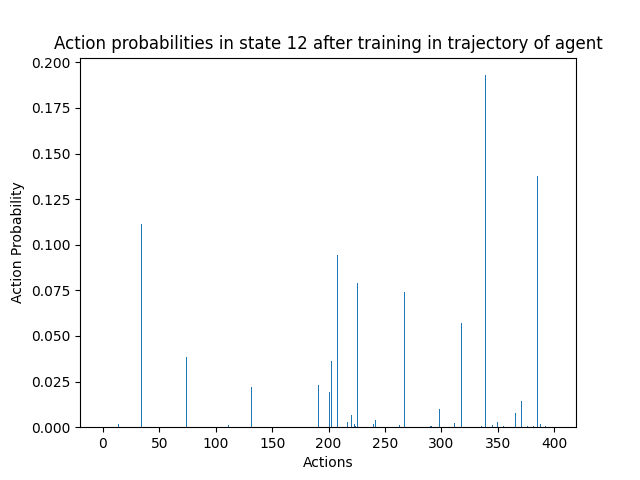 Action probabilities in state 12 after training in trajectory of agent
0.200
0.175
0.150
0.125
0.100
0.075
0.050
0.025
0.000
Action Probability
0 50 100 150 200 250 300 350 400
Actions